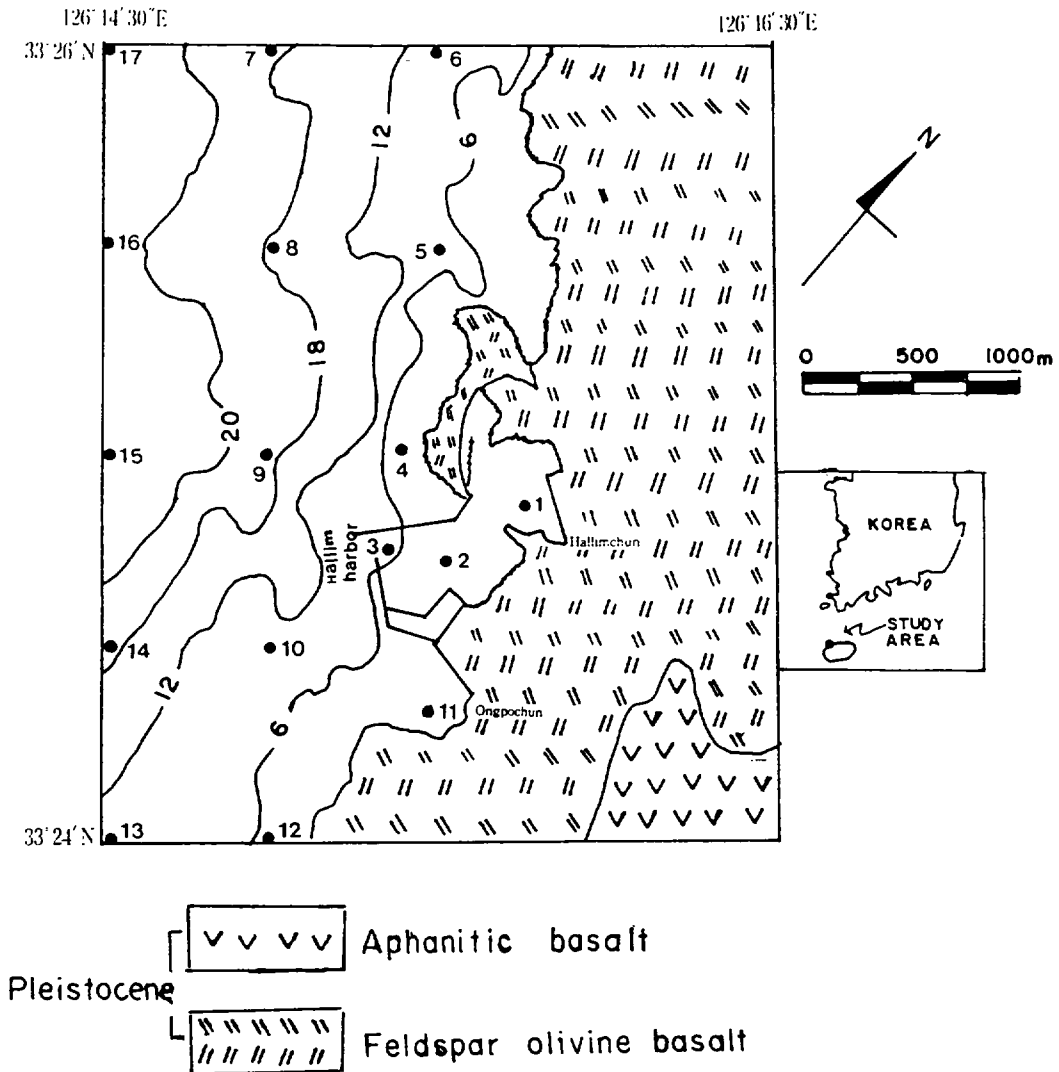 126°14′30″E
126°16′30″E
33°26′N
17
7
6
12
6
N
16
8
5
18
0 500 1000m
20
15
9
4
1
KOREA
Hallim harbor
3
2
Hallimchun
STUDY AREA
14
10
12
11
Ongpochun
6
33°24′N
13
12
Aphanitic basalt
Pleistocene
Feldspar olivine basalt